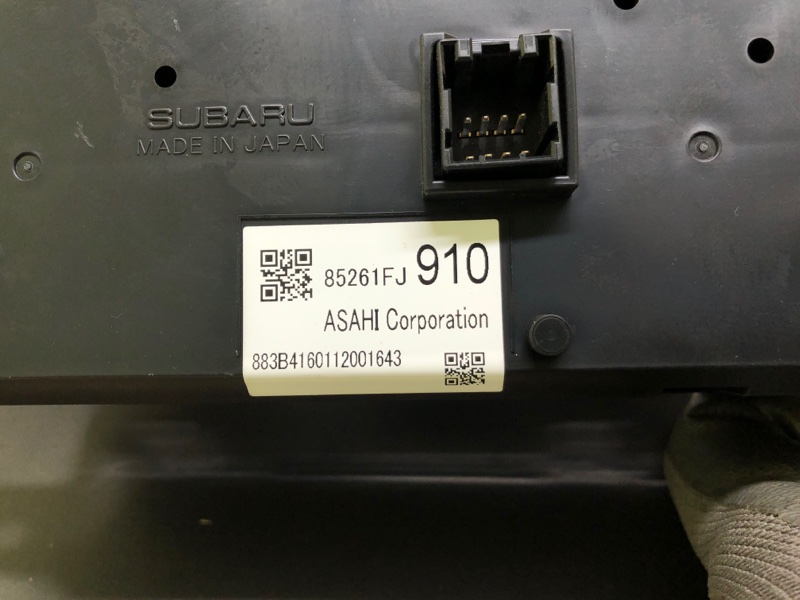 SUBARU
MADE IN JAPAN
85261FJ 910
ASAHI Corporation
883B4160112001643